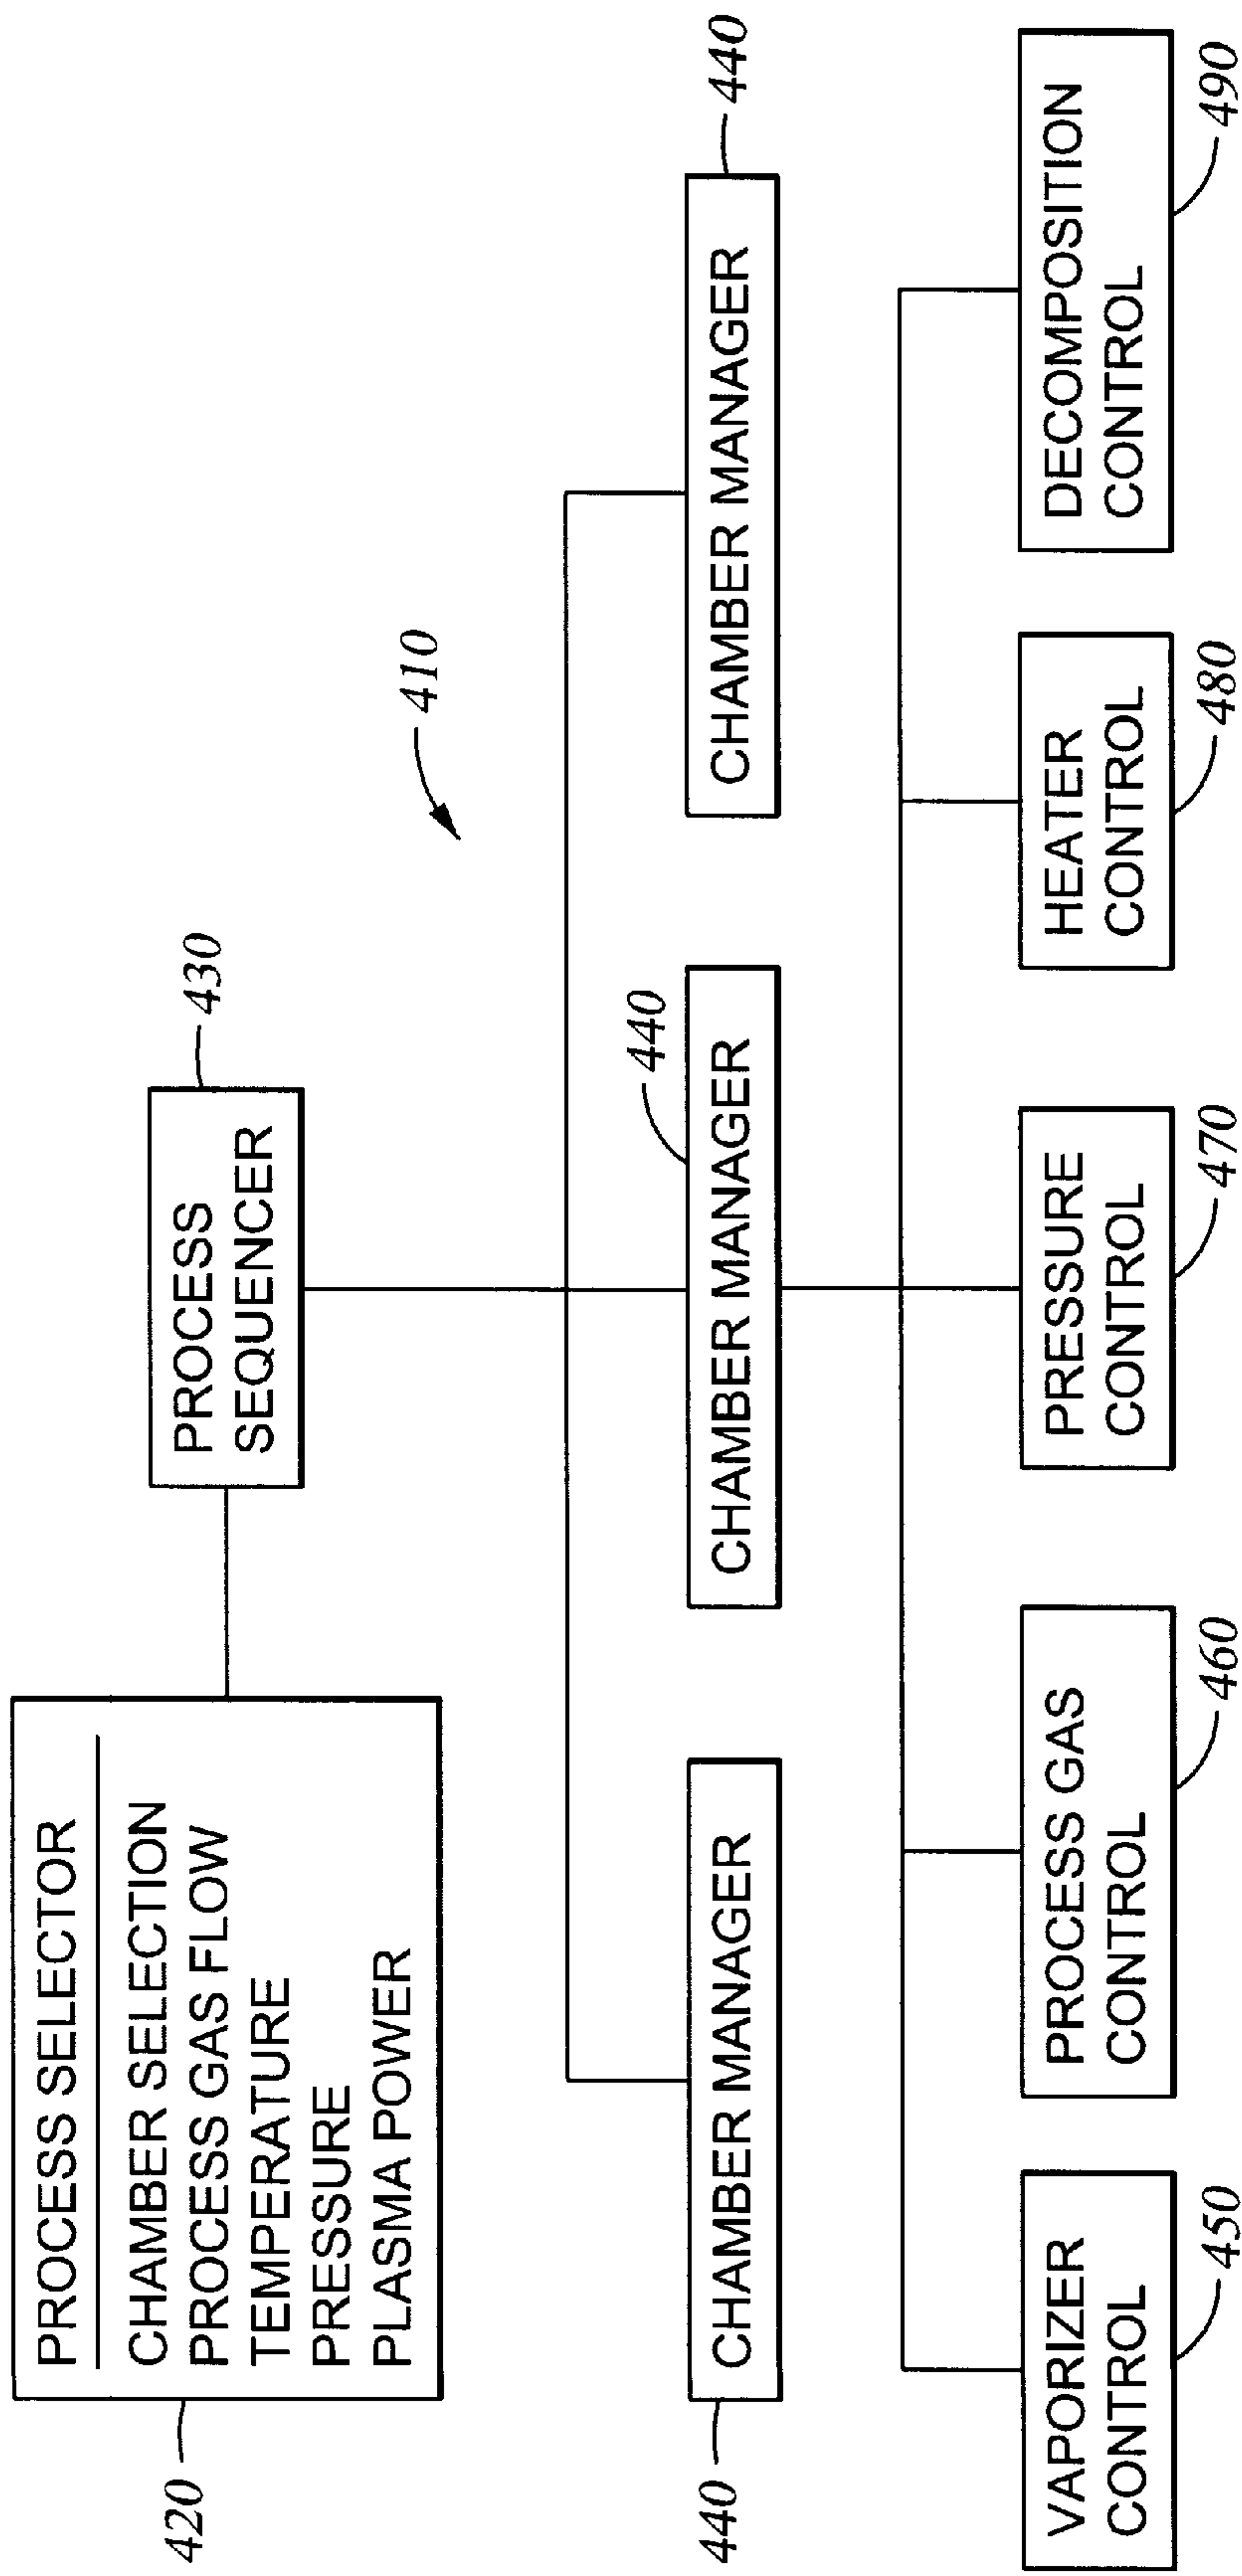 420
PROCESS SELECTOR
CHAMBER SELECTION
PROCESS GAS FLOW
TEMPERATURE
PRESSURE
PLASMA POWER
PROCESS
SEQUENCER
430
410
440
CHAMBER MANAGER
CHAMBER MANAGER
440
CHAMBER MANAGER
440
VAPORIZER
CONTROL
450
PROCESS GAS
CONTROL
460
PRESSURE
CONTROL
470
HEATER
CONTROL
480
DECOMPOSITION
CONTROL
490